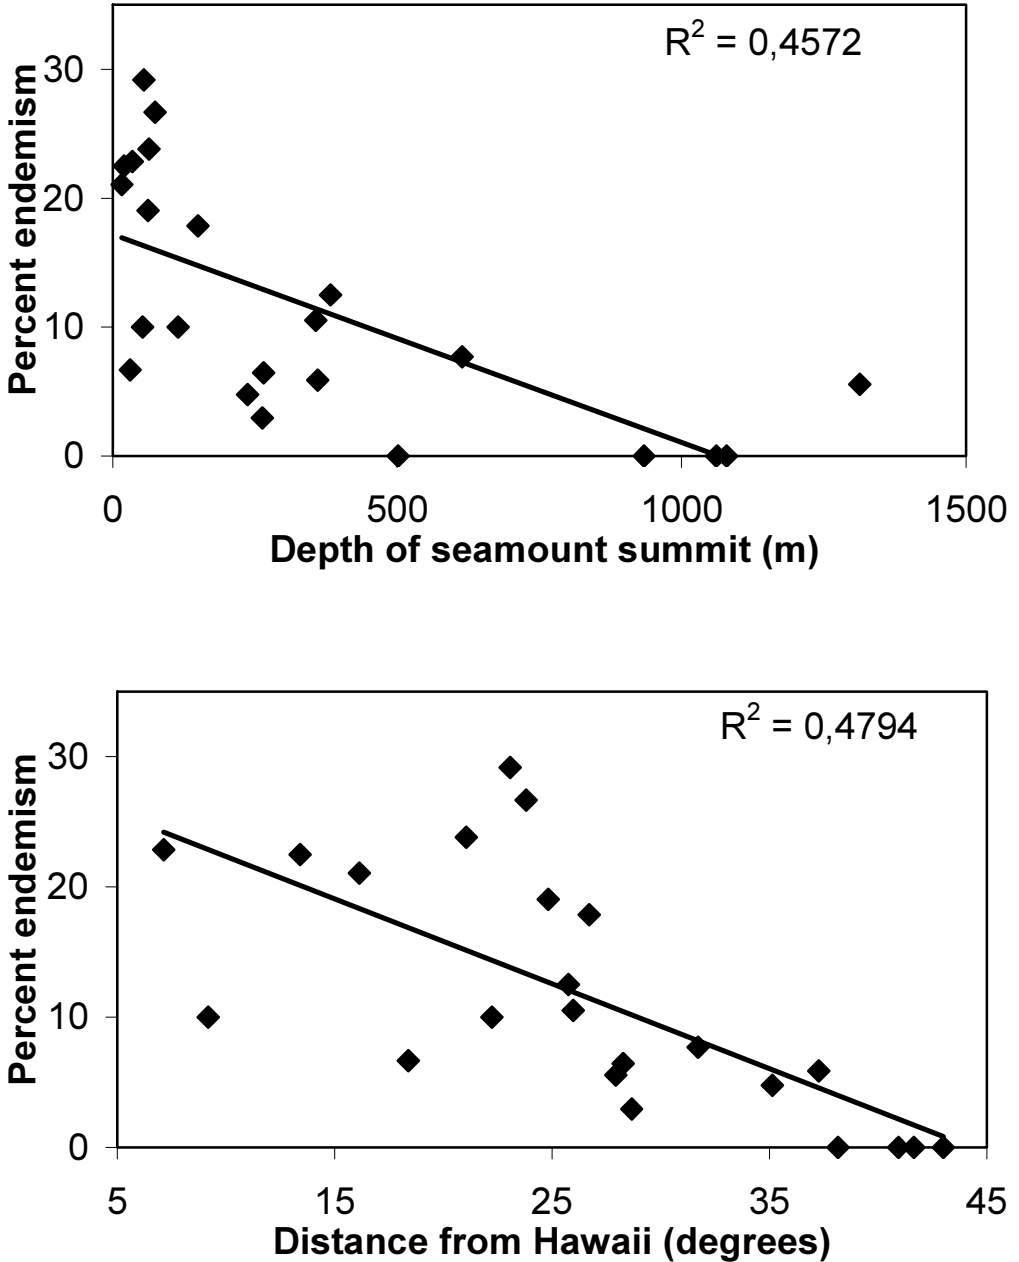 R² = 0,4572
Percent endemism
30
20
10
0
0 500 1000 1500
Depth of seamount summit (m)
R² = 0,4794
Percent endemism
30
20
10
0
5 15 25 35 45
Distance from Hawaii (degrees)